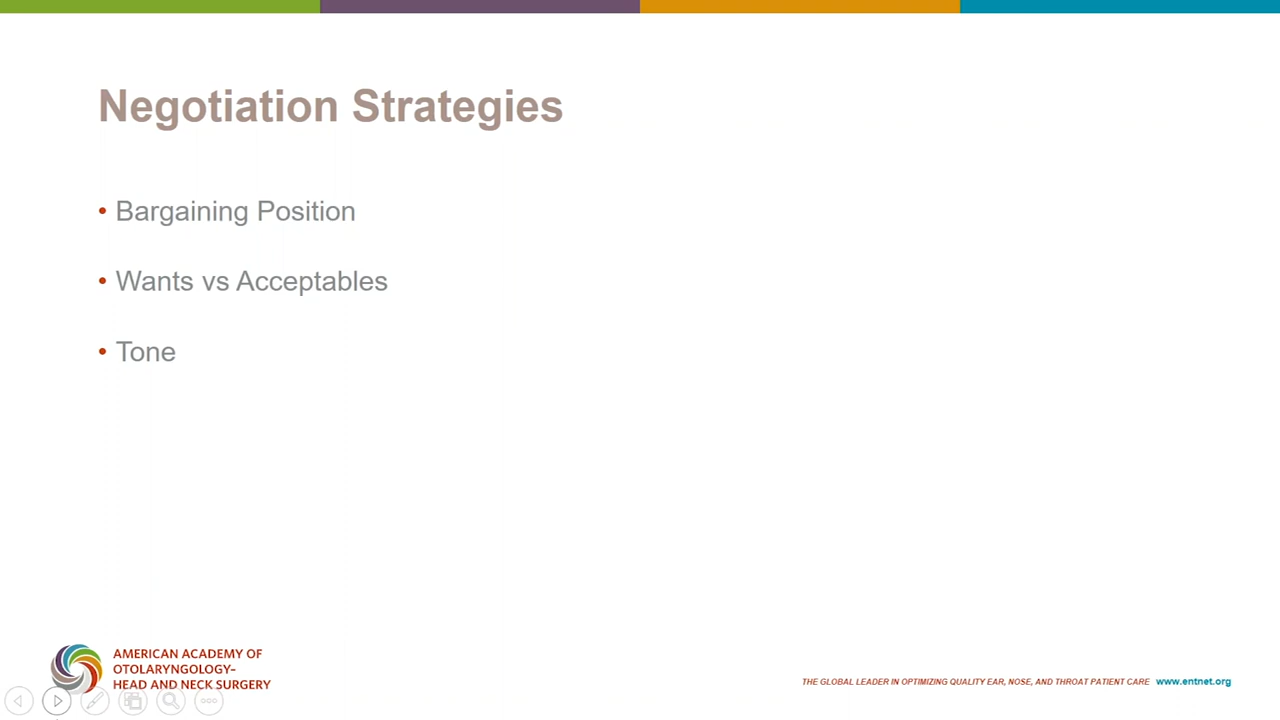 Negotiation Strategies
• Bargaining Position
• Wants vs Acceptables
• Tone
AMERICAN ACADEMY OF
OTOLARYNGOLOGY–
HEAD AND NECK SURGERY
THE GLOBAL LEADER IN OPTIMIZING QUALITY EAR, NOSE, AND THROAT PATIENT CARE www.entnet.org